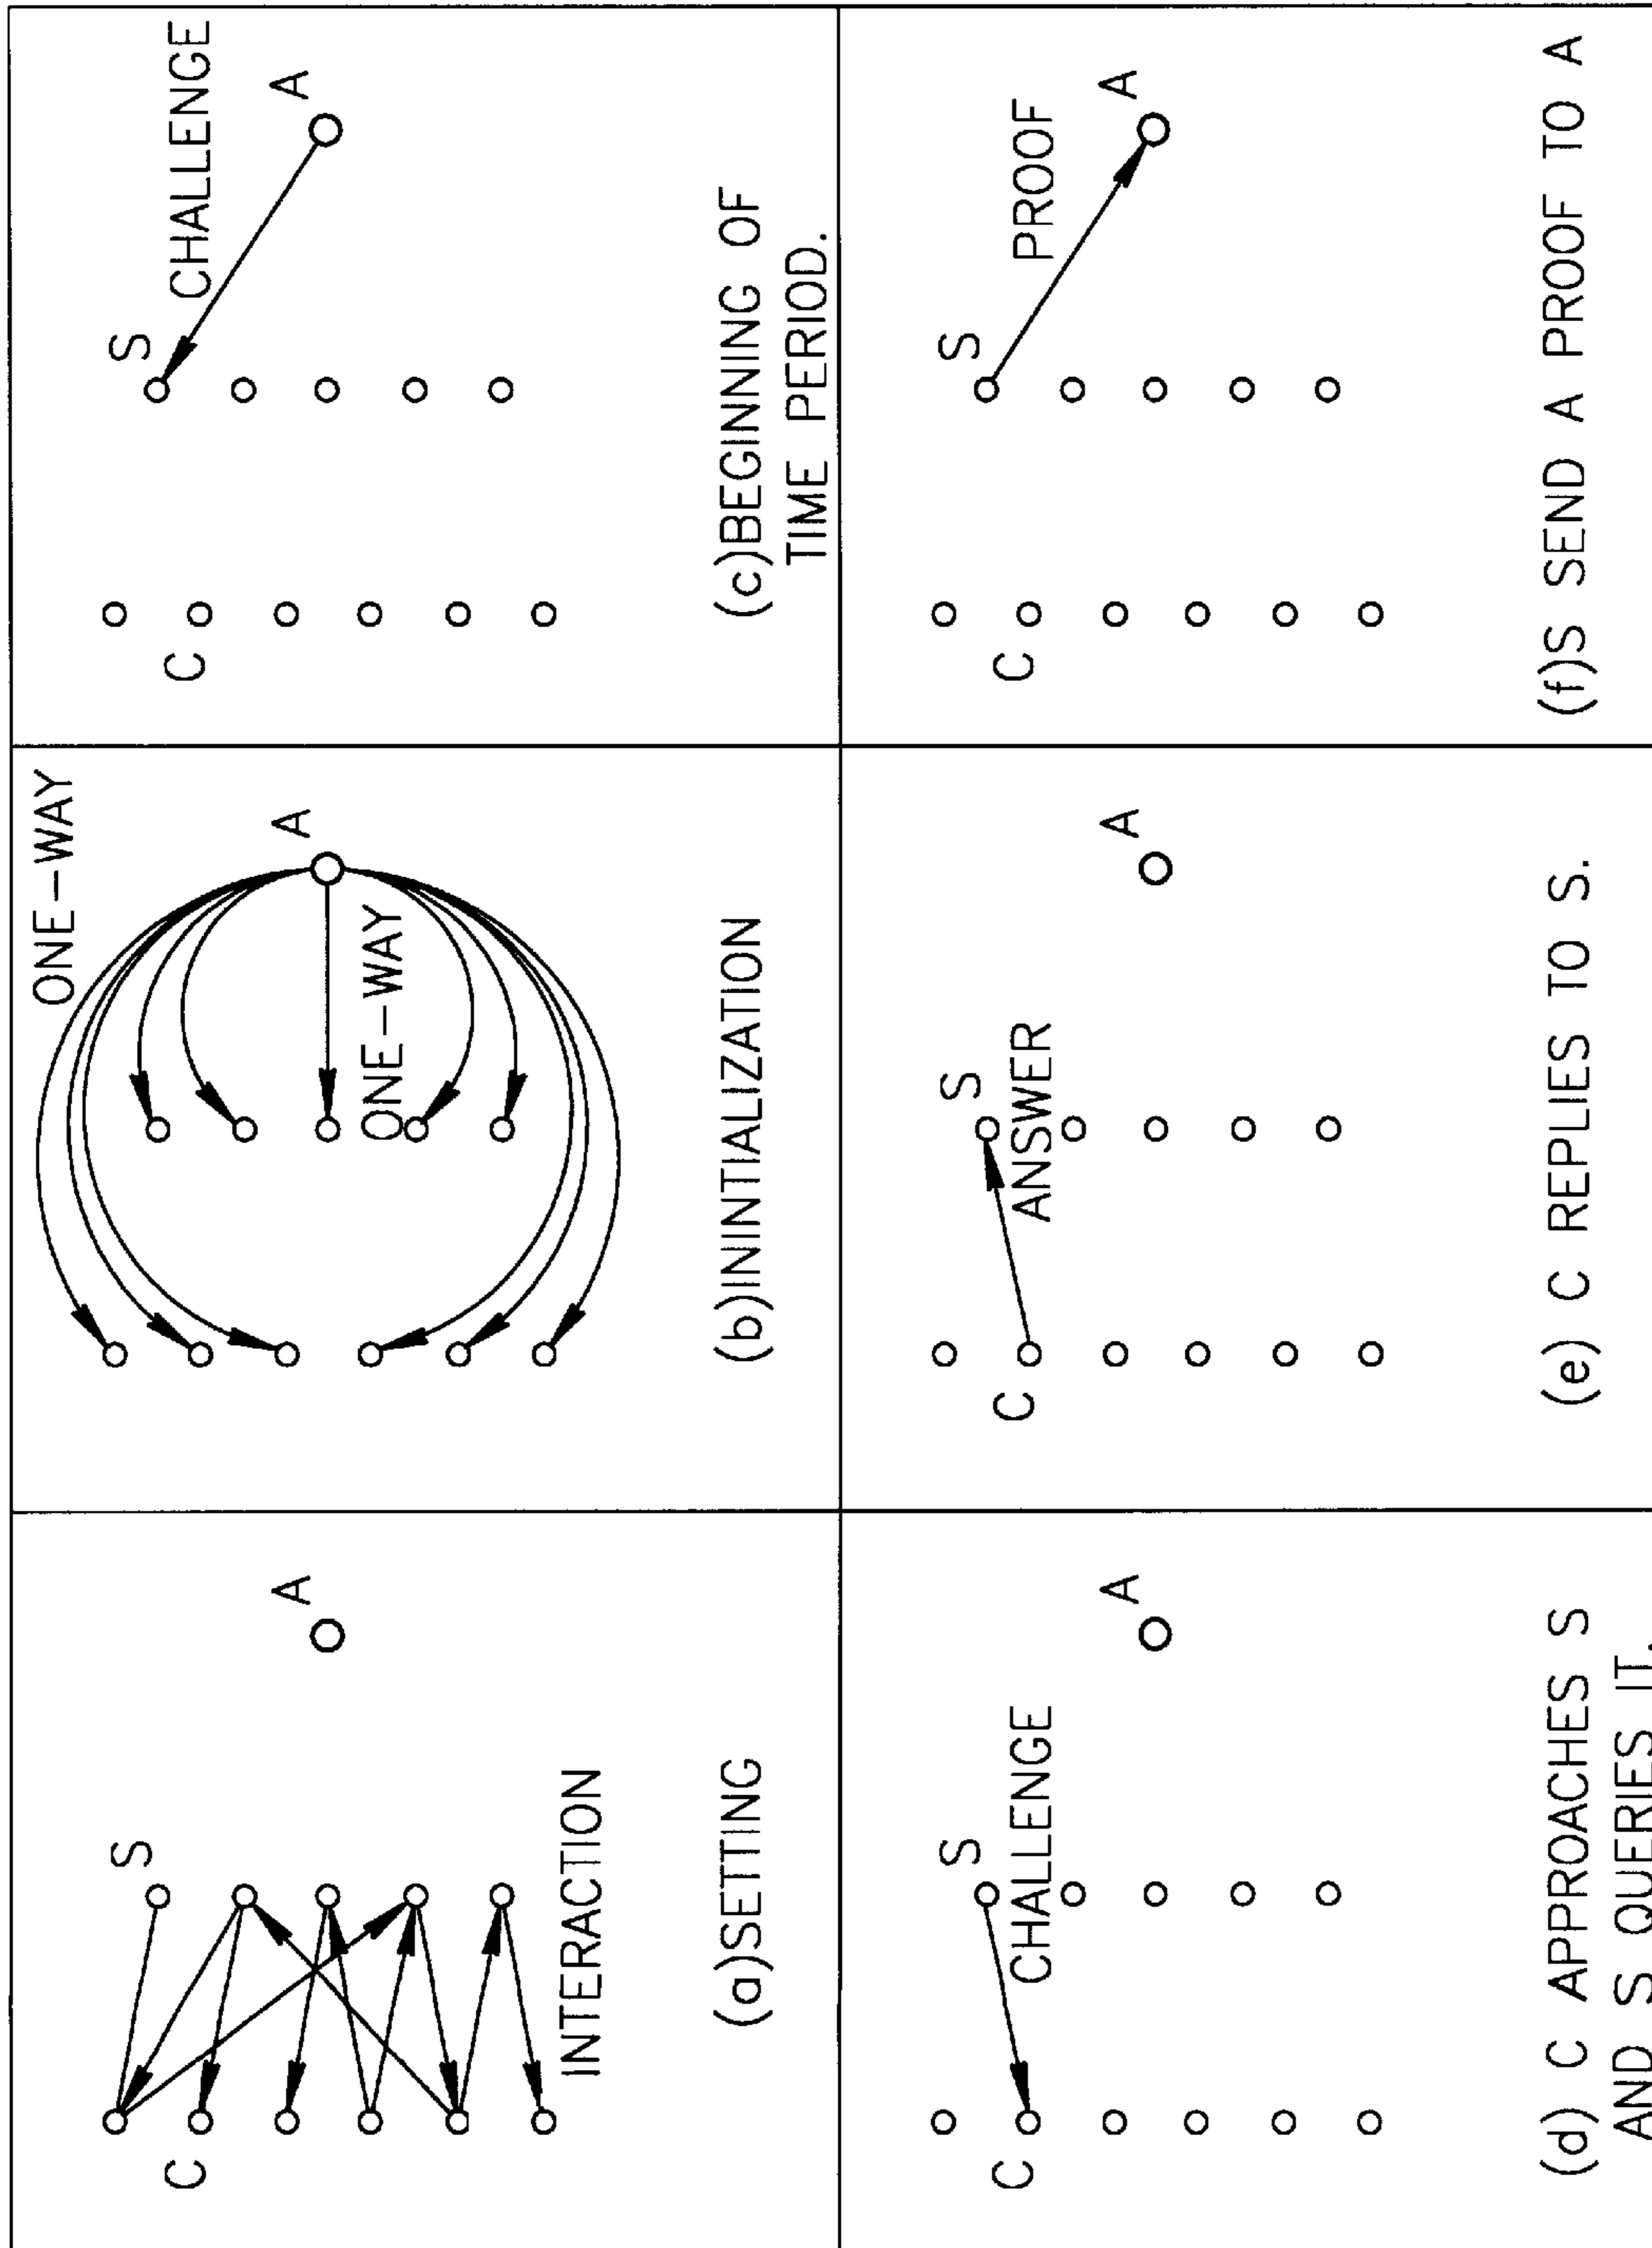 S
C
A
INTERACTION
(a)SETTING
ONE-WAY
A
ONE-WAY
(b)ININTIALIZATION
S
CHALLENGE
A
C
(c)BEGINNING OF
TIME PERIOD.
S
C
CHALLENGE
A
(d) C APPROACHES S
AND S QUERIES IT.
S
C
ANSWER
A
(e) C REPLIES TO S.
S
PROOF
C
A
(f)S SEND A PROOF TO A